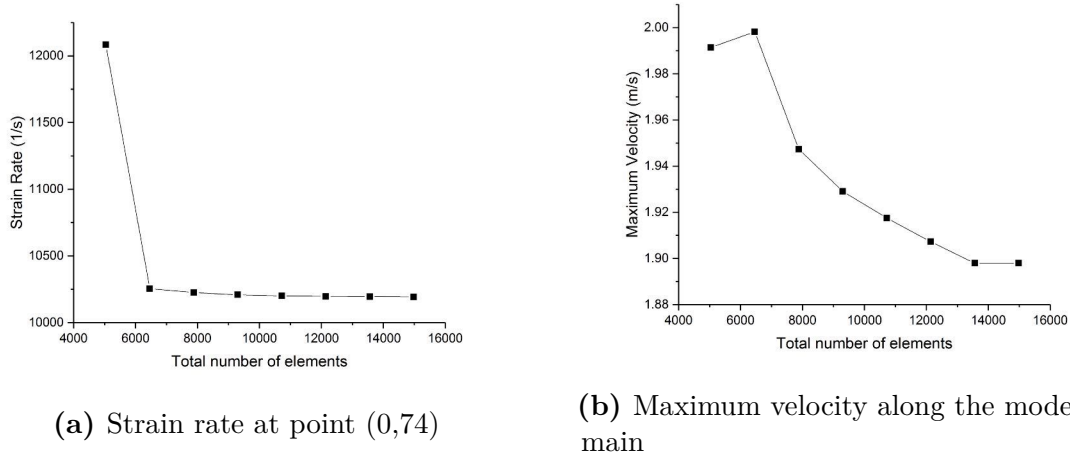 12000
11500
11000
10500
10000
Strain Rate (1/s)
4000 6000 8000 10000 12000 14000 16000
Total number of elements
(a) Strain rate at point (0,74)
2.00
1.98
1.96
1.94
1.92
1.90
1.88
Maximum Velocity (m/s)
4000 6000 8000 10000 12000 14000 16000
Total number of elements
(b) Maximum velocity along the mode
main